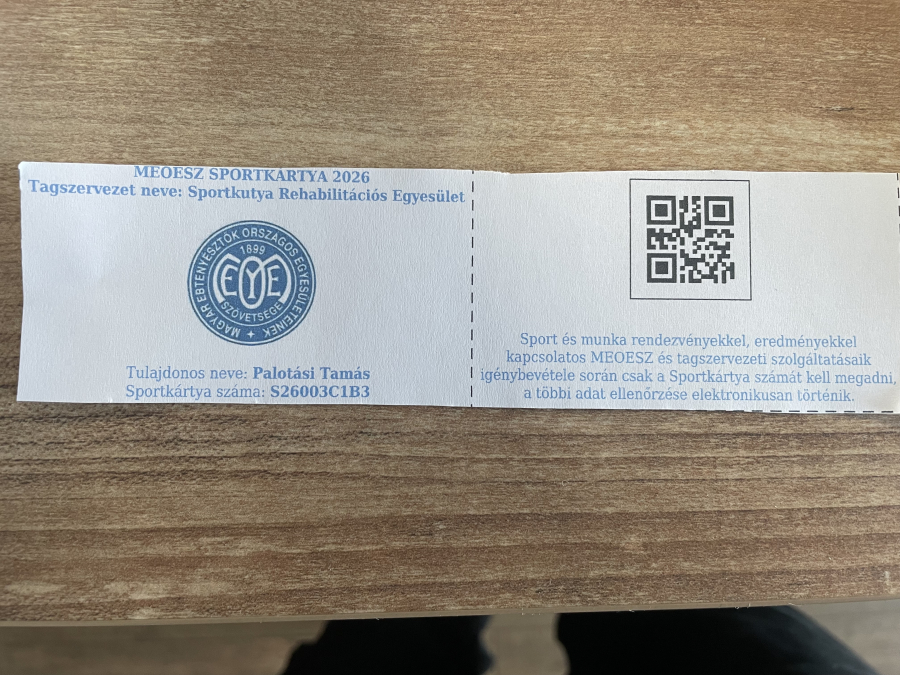 MEOESZ SPORTKÁRTYA 2026
Tagszervezet neve: Sportkutya Rehabilitációs Egyesület
MAGYAR EBTENYÉSZTŐK ORSZÁGOS EGYESÜLETEINEK
1899
EYE
SZÖVETSÉGE
Tulajdonos neve: Palotási Tamás
Sportkártya száma: S26003C1B3
Sport és munka rendezvényekkel, eredményekkel
kapcsolatos MEOESZ és tagszervezeti szolgáltatásaik
igénybevétele során csak a Sportkártya számát kell megadni,
a többi adat ellenőrzése elektronikusan történik.